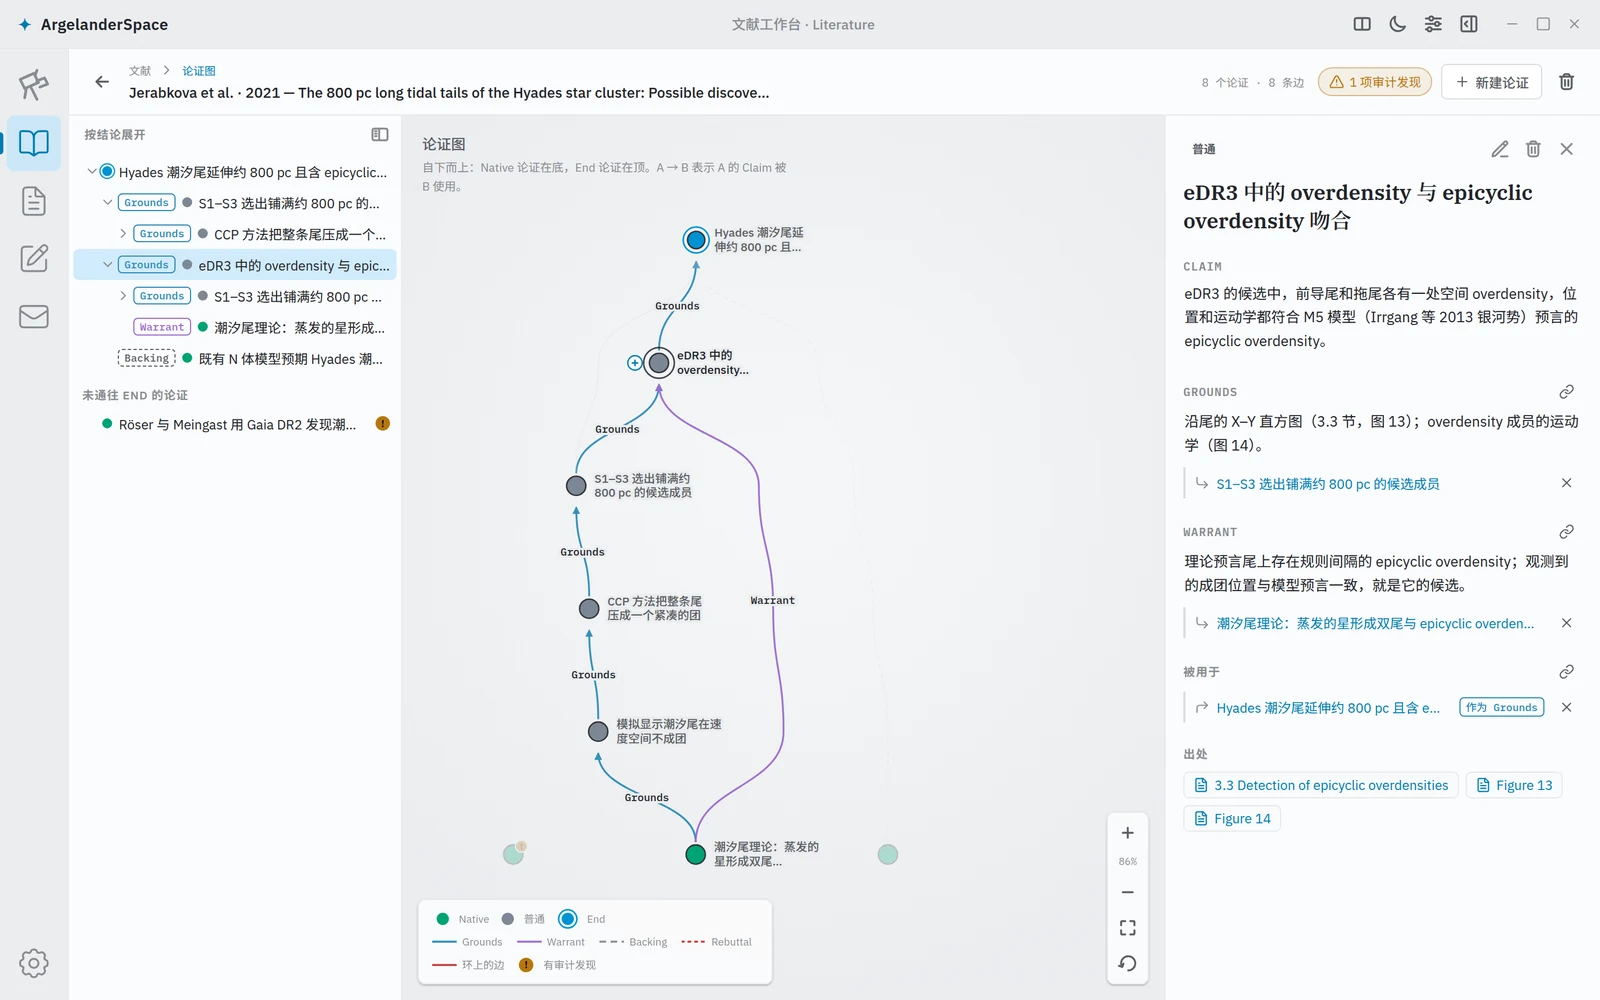 ArgelanderSpace
文献工作台 · Literature
文献 > 论证图
Jerabkova et al. · 2021 — The 800 pc long tidal tails of the Hyades star cluster: Possible discove...
8 个论证 · 8 条边
1 项审计发现
新建论证
按结论展开
Hyades 潮汐尾延伸约 800 pc 且含 epicyclic...
Grounds S1–S3 选出铺满约 800 pc 的...
Grounds CCP 方法把整条尾压成一个...
Grounds eDR3 中的 overdensity 与 epic...
Grounds S1–S3 选出铺满约 800 pc ...
Warrant 潮汐尾理论：蒸发的星形成...
Backing 既有 N 体模型预期 Hyades 潮...
未通往 END 的论证
Röser 与 Meingast 用 Gaia DR2 发现潮...
论证图
自下而上：Native 论证在底，End 论证在顶。A → B 表示 A 的 Claim 被
B 使用。
Hyades 潮汐尾延
伸约 800 pc 且...
Grounds
eDR3 中的
overdensity...
Grounds
S1–S3 选出铺满约
800 pc 的候选成员
Grounds
Warrant
CCP 方法把整条尾
压成一个紧凑的团
Grounds
模拟显示潮汐尾在速
度空间不成团
Grounds
潮汐尾理论：蒸发的
星形成双尾...
Native 普通 End
Grounds Warrant Backing Rebuttal
环上的边 有审计发现
86%
普通
eDR3 中的 overdensity 与 epicyclic
overdensity 吻合
CLAIM
eDR3 的候选中，前导尾和拖尾各有一处空间 overdensity，位
置和运动学都符合 M5 模型（Irrgang 等 2013 银河势）预言的
epicyclic overdensity。
GROUNDS
沿尾的 X–Y 直方图（3.3 节，图 13）；overdensity 成员的运动
学（图 14）。
S1–S3 选出铺满约 800 pc 的候选成员
WARRANT
理论预言尾上存在规则间隔的 epicyclic overdensity；观测到
的成团位置与模型预言一致，就是它的候选。
潮汐尾理论：蒸发的星形成双尾与 epicyclic overden...
被用于
Hyades 潮汐尾延伸约 800 pc 且含 e... 作为 Grounds
出处
3.3 Detection of epicyclic overdensities
Figure 13
Figure 14